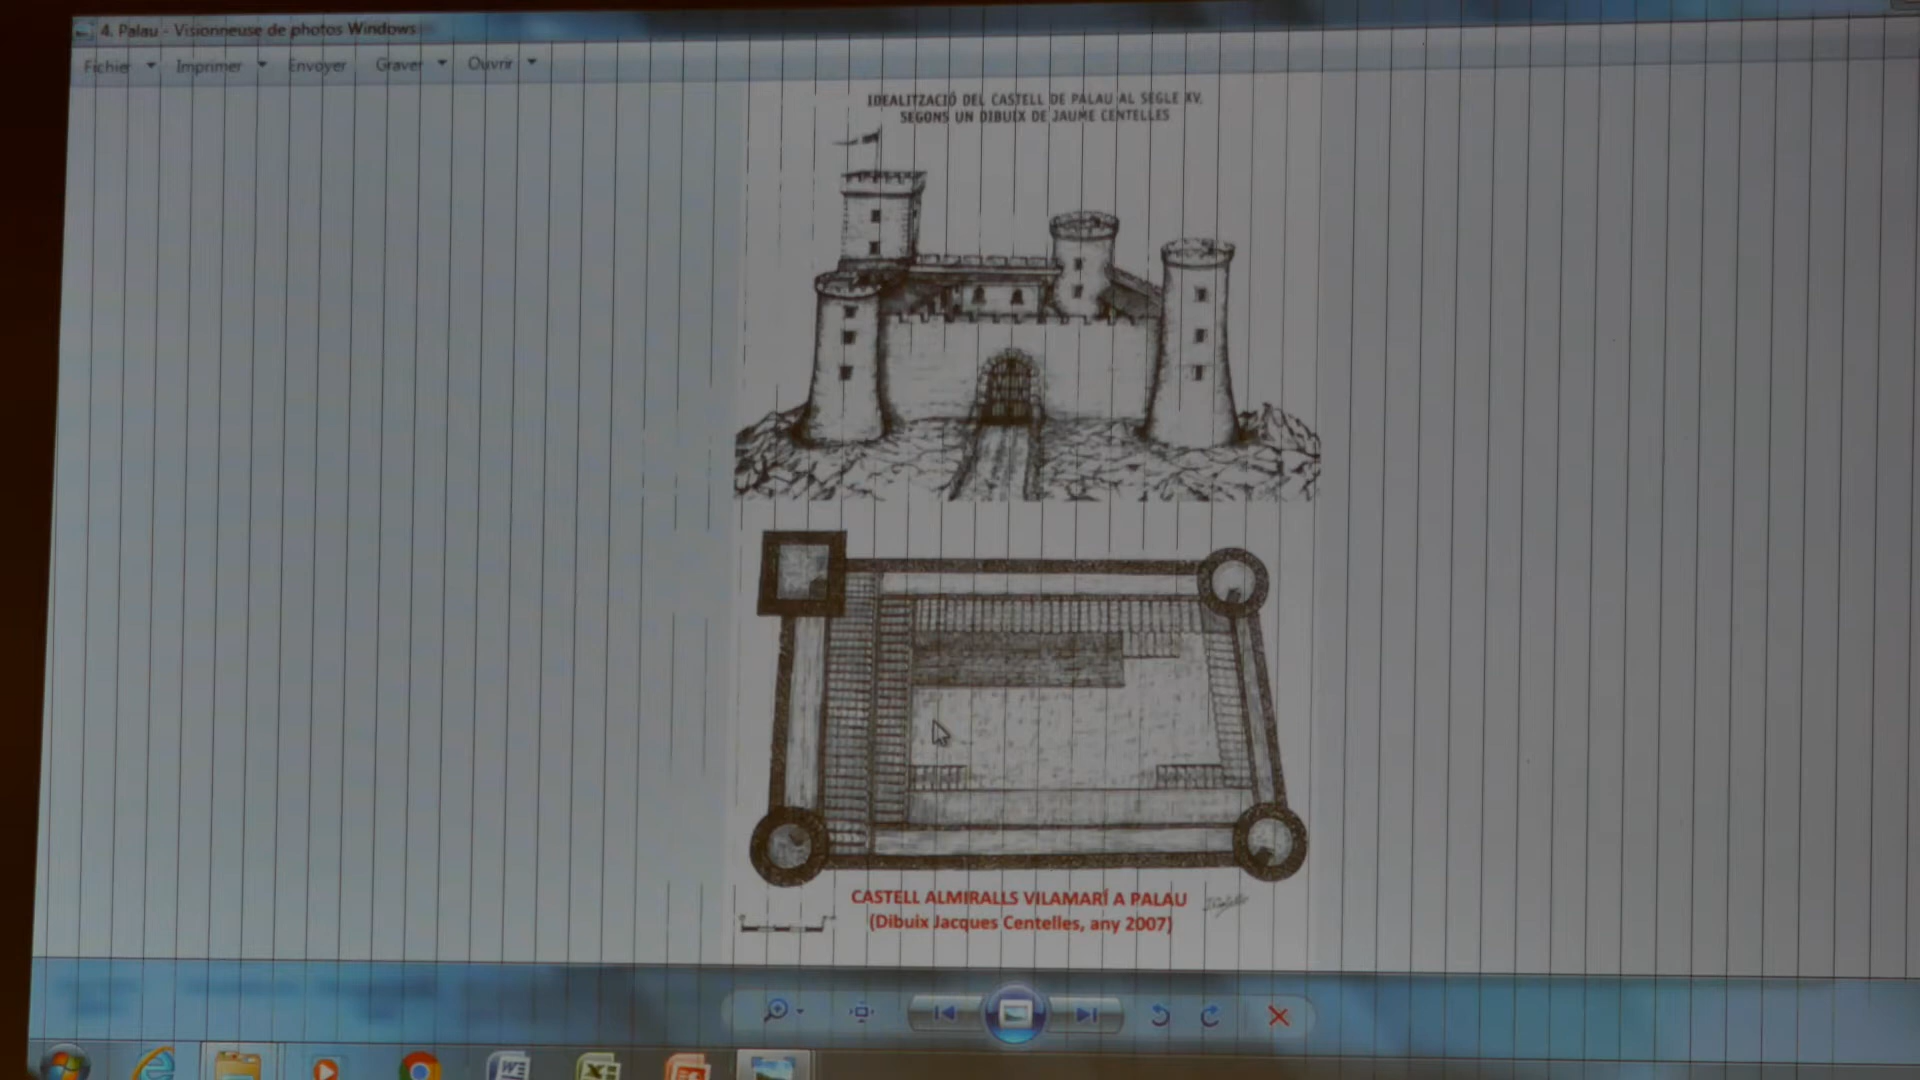 4. Palau - Visionneuse de photos Windows
Fichier Imprimer Envoyer Graver Ouvrir
IDEALITZACIÓ DEL CASTELL DE PALAU AL SEGLE XV,
SEGONS UN DIBUIX DE JAUME CENTELLES
CASTELL ALMIRALLS VILAMARÍ A PALAU
(Dibuix Jacques Centelles, any 2007)